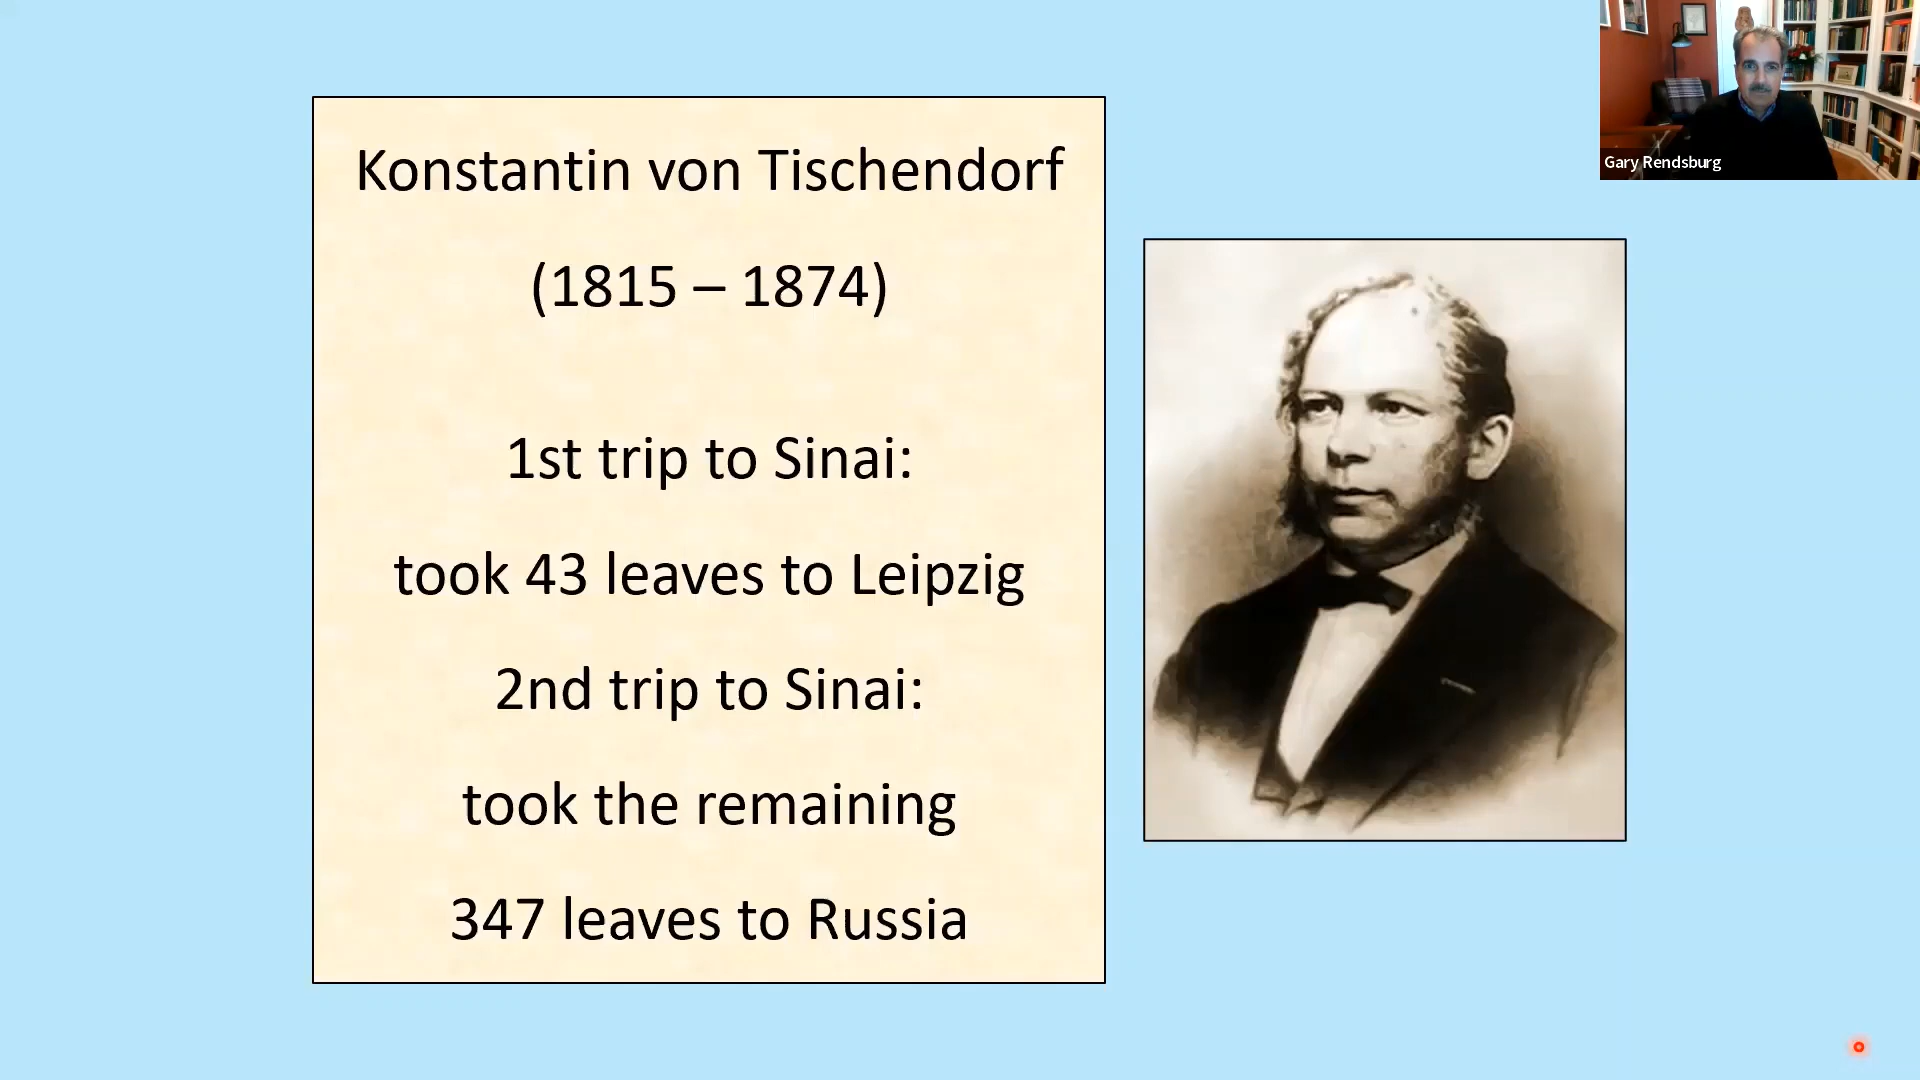 Konstantin von Tischendorf
(1815 – 1874)
1st trip to Sinai:
took 43 leaves to Leipzig
2nd trip to Sinai:
took the remaining
347 leaves to Russia
Gary Rendsburg